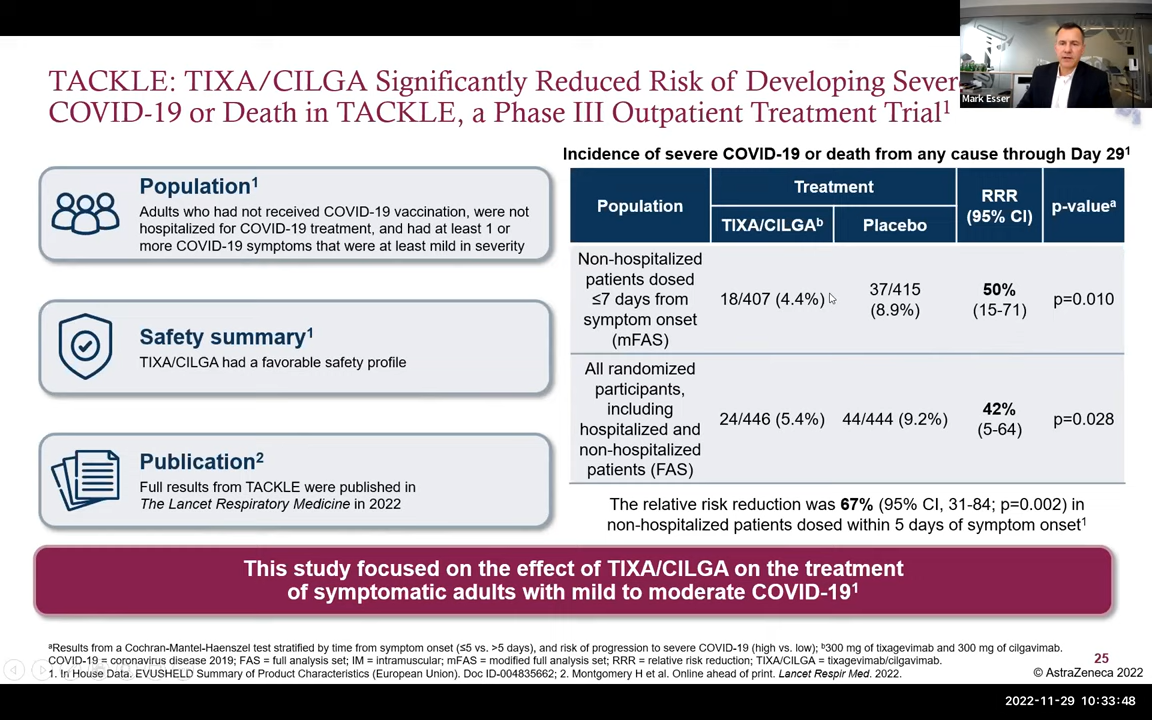 TACKLE: TIXA/CILGA Significantly Reduced Risk of Developing Sever
COVID-19 or Death in TACKLE, a Phase III Outpatient Treatment Trial¹
Mark Esser
Population¹
Adults who had not received COVID-19 vaccination, were not
hospitalized for COVID-19 treatment, and had at least 1 or
more COVID-19 symptoms that were at least mild in severity
Safety summary¹
TIXA/CILGA had a favorable safety profile
Publication²
Full results from TACKLE were published in
The Lancet Respiratory Medicine in 2022
Incidence of severe COVID-19 or death from any cause through Day 29¹
Population
Treatment
TIXA/CILGAᵇ
Placebo
RRR
(95% CI)
p-valueᵃ
Non-hospitalized
patients dosed
≤7 days from
symptom onset
(mFAS)
18/407 (4.4%)
37/415
(8.9%)
50%
(15-71)
p=0.010
All randomized
participants,
including
hospitalized and
non-hospitalized
patients (FAS)
24/446 (5.4%)
44/444 (9.2%)
42%
(5-64)
p=0.028
The relative risk reduction was 67% (95% CI, 31-84; p=0.002) in
non-hospitalized patients dosed within 5 days of symptom onset¹
This study focused on the effect of TIXA/CILGA on the treatment
of symptomatic adults with mild to moderate COVID-19¹
ᵃResults from a Cochran-Mantel-Haenszel test stratified by time from symptom onset (≤5 vs. >5 days), and risk of progression to severe COVID-19 (high vs. low); ᵇ300 mg of tixagevimab and 300 mg of cilgavimab.
COVID-19 = coronavirus disease 2019; FAS = full analysis set; IM = intramuscular; mFAS = modified full analysis set; RRR = relative risk reduction; TIXA/CILGA = tixagevimab/cilgavimab.
1. In House Data. EVUSHELD Summary of Product Characteristics (European Union). Doc ID-004835662; 2. Montgomery H et al. Online ahead of print. Lancet Respir Med. 2022.
25
© AstraZeneca 2022
2022-11-29 10:33:48